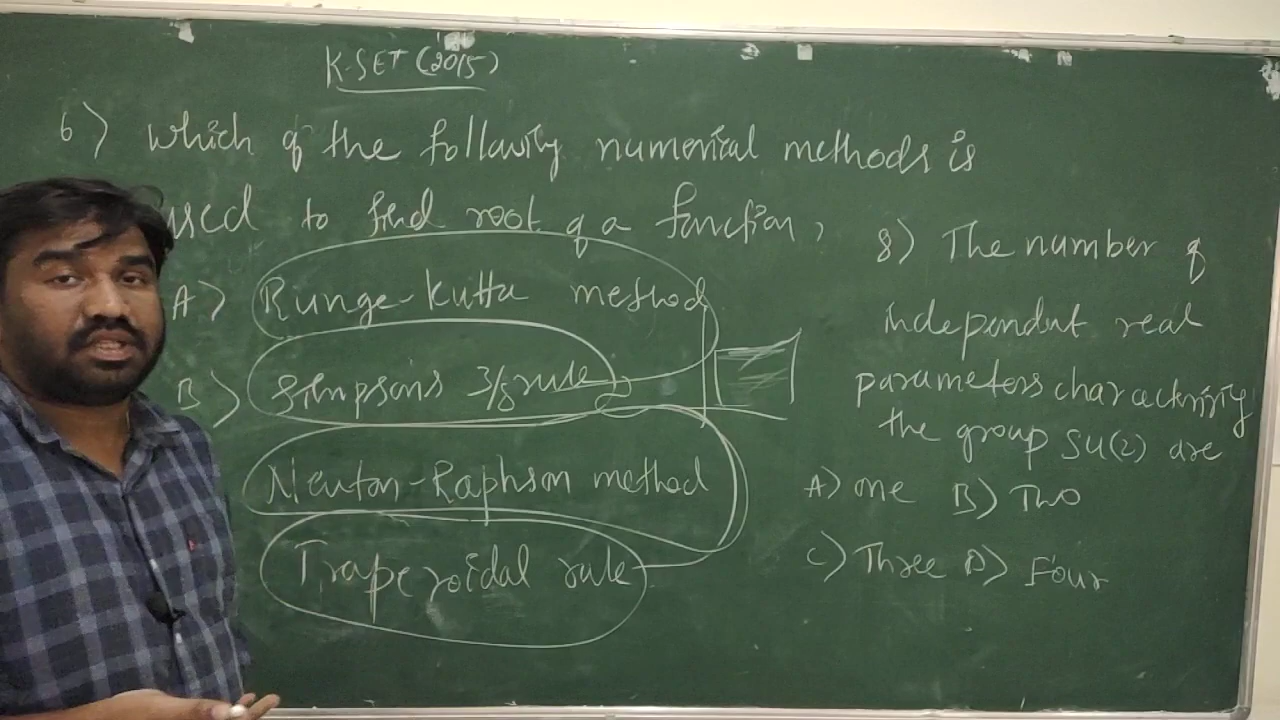 K-SET (2015)
6) which of the following numerical methods is
used to find root of a function,
A) Runge-Kutta method
B) Simpsons 3/8 rule
Newton-Raphson method
Trapezoidal rule
8) The number of
independent real
parameters characterizing
the group SU(2) are
A) one B) Two
C) Three D) Four